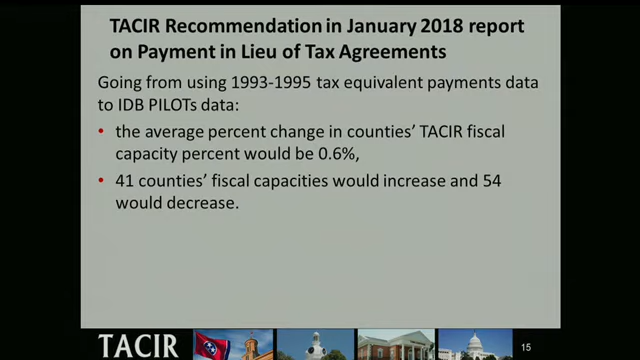 TACIR Recommendation in January 2018 report
on Payment in Lieu of Tax Agreements
Going from using 1993-1995 tax equivalent payments data
to IDB PILOTs data:
• the average percent change in counties' TACIR fiscal
capacity percent would be 0.6%,
• 41 counties' fiscal capacities would increase and 54
would decrease.
TACIR
15